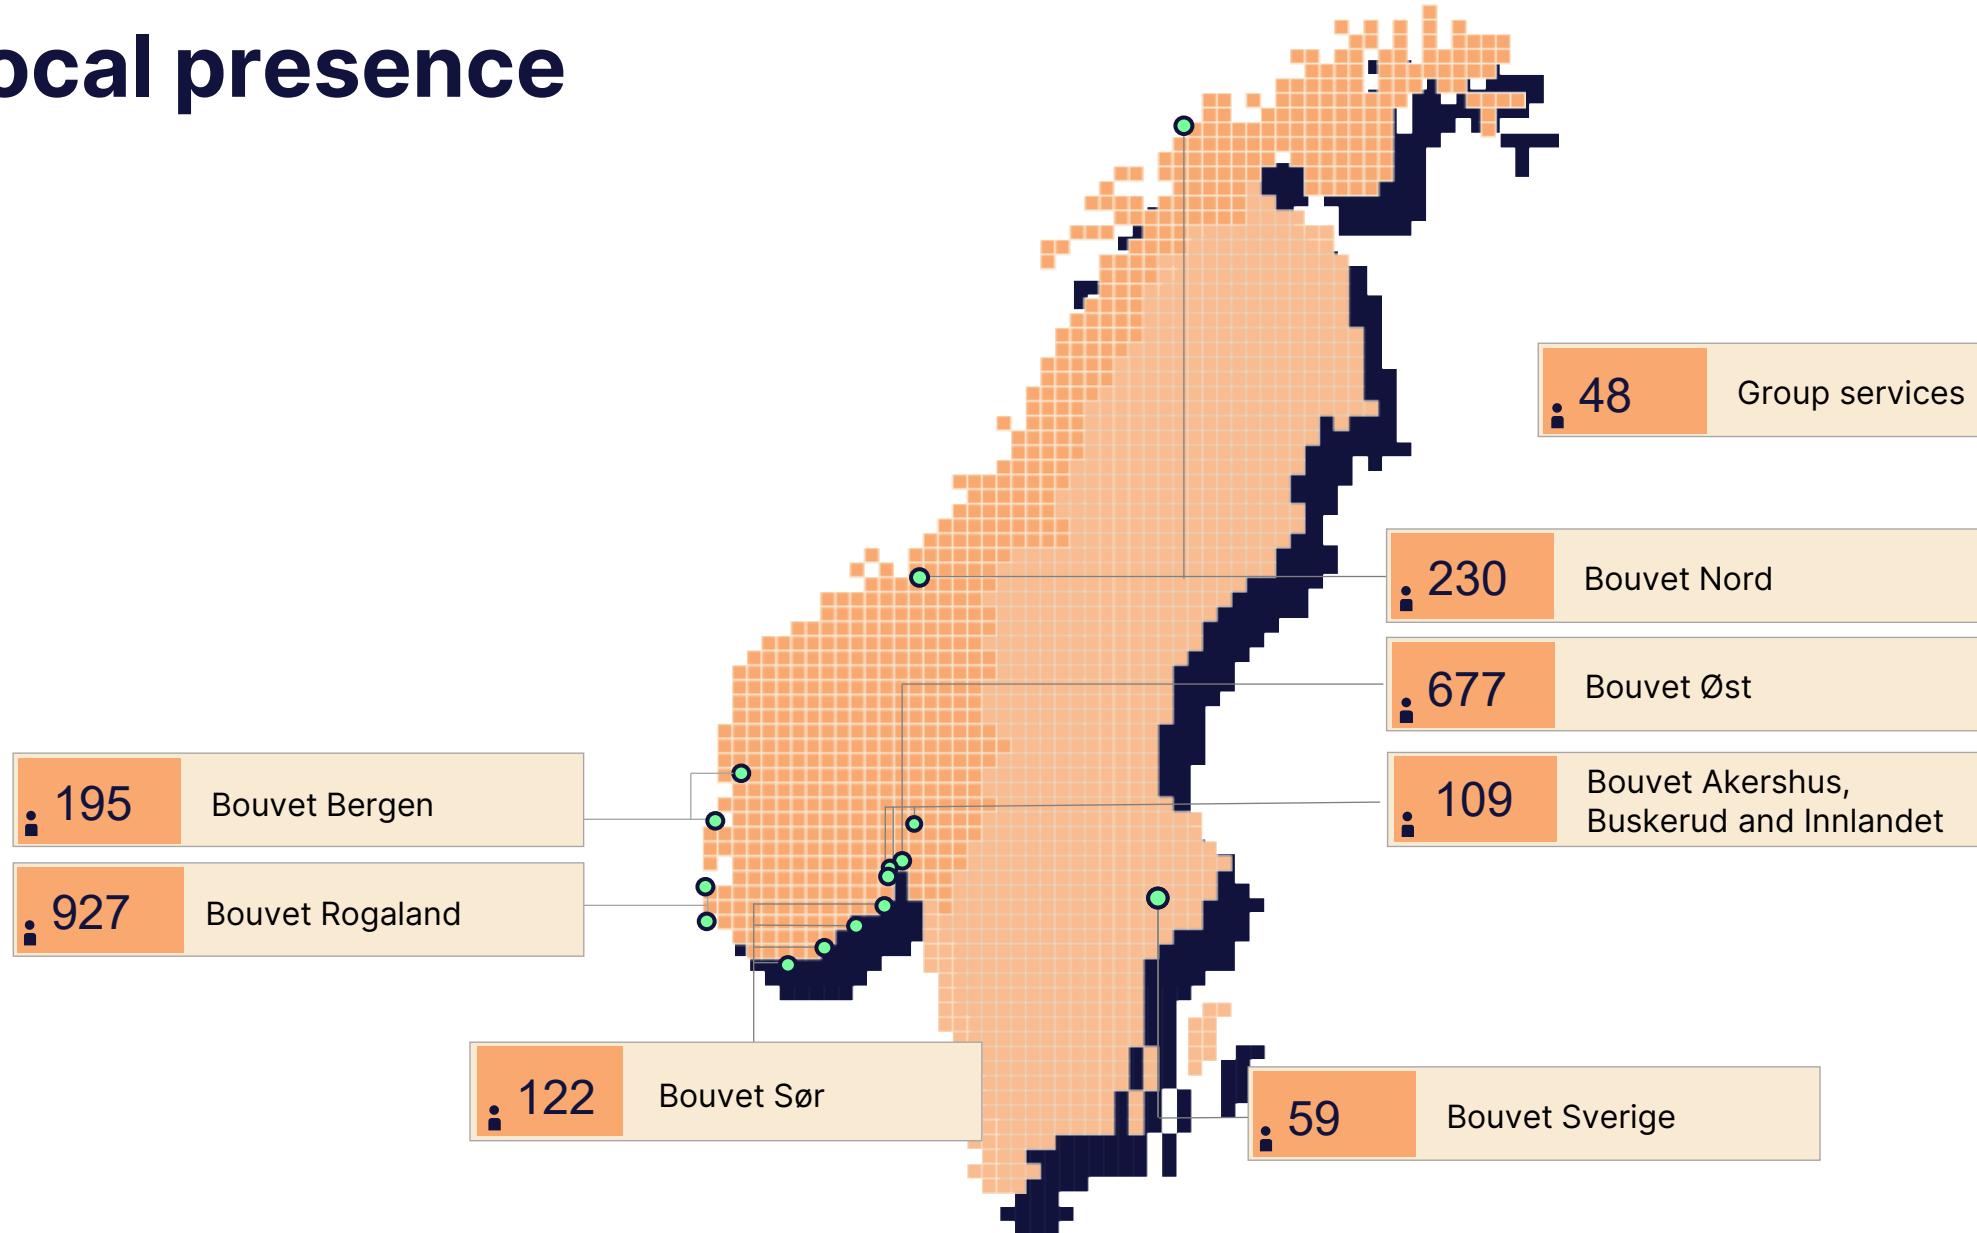 ocal presence
48
Group services
230
Bouvet Nord
677
Bouvet Øst
109
Bouvet Akershus,
Buskerud and Innlandet
195
Bouvet Bergen
927
Bouvet Rogaland
122
Bouvet Sør
59
Bouvet Sverige